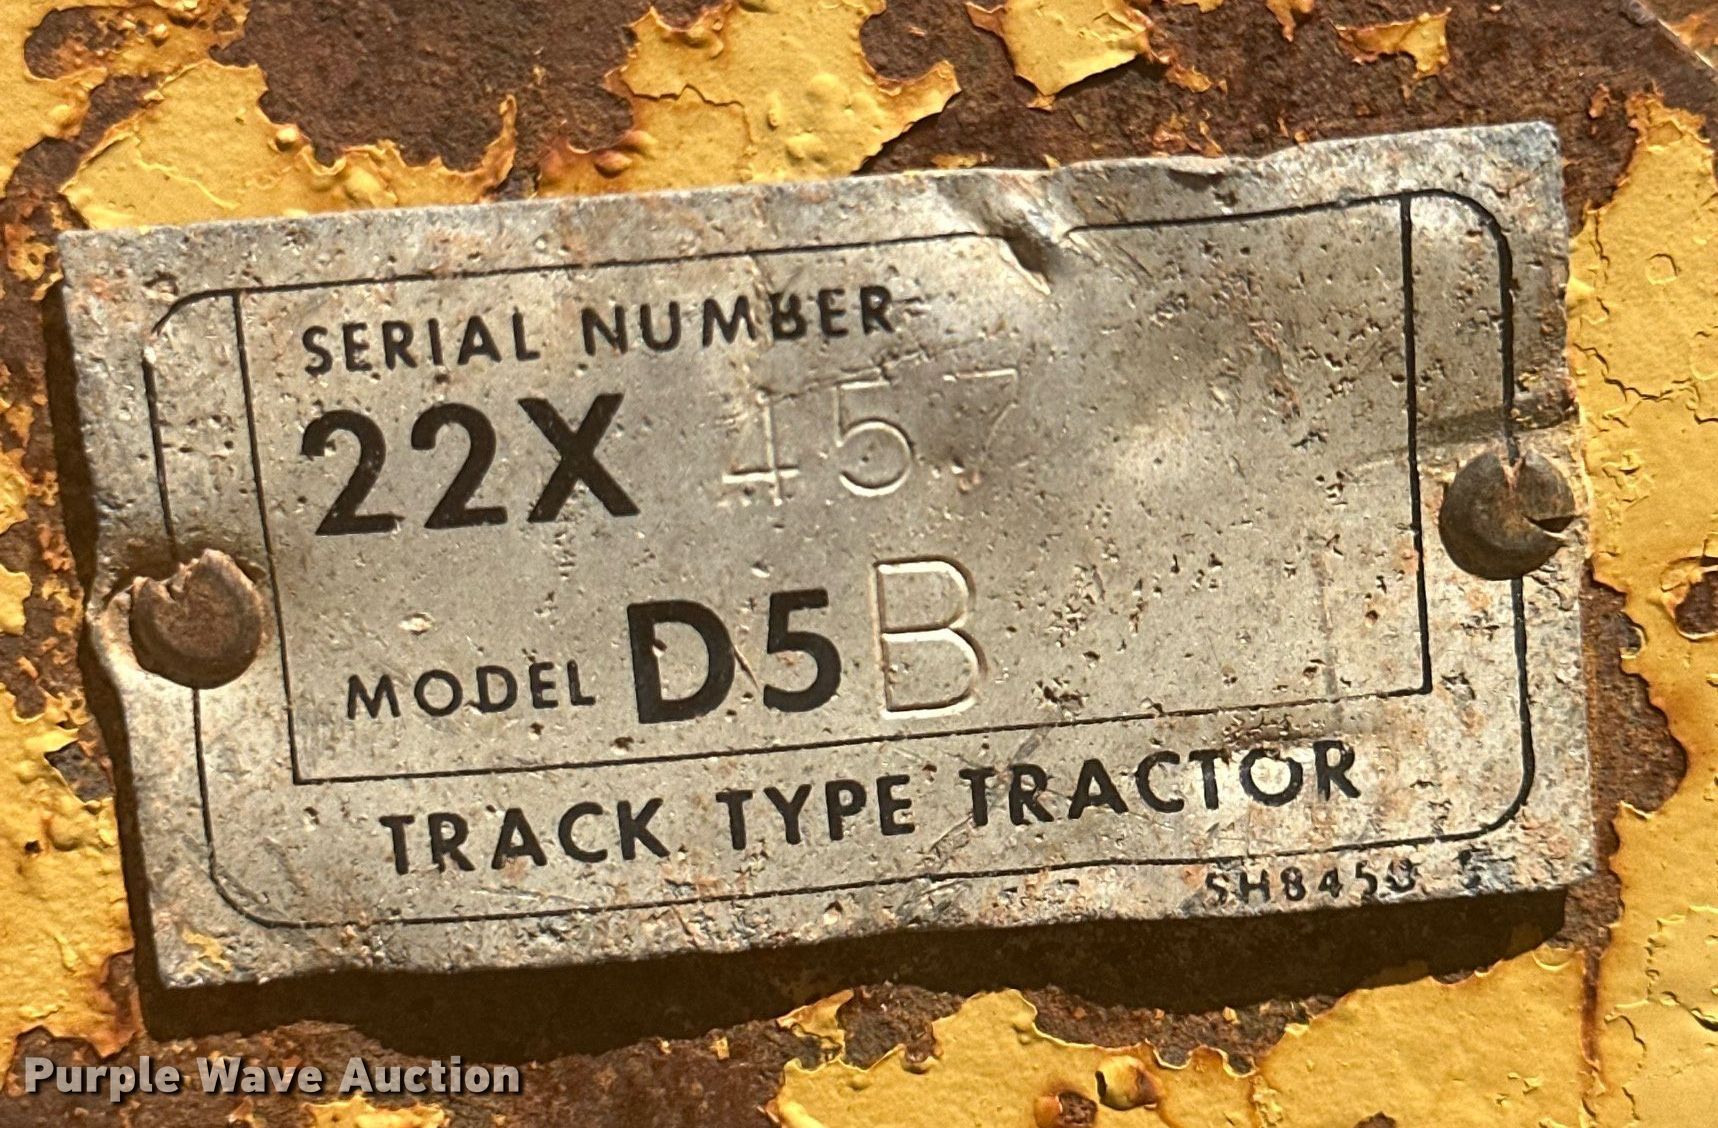 SERIAL NUMBER
22X 457
MODEL D5B
TRACK TYPE TRACTOR
Purple Wave Auction